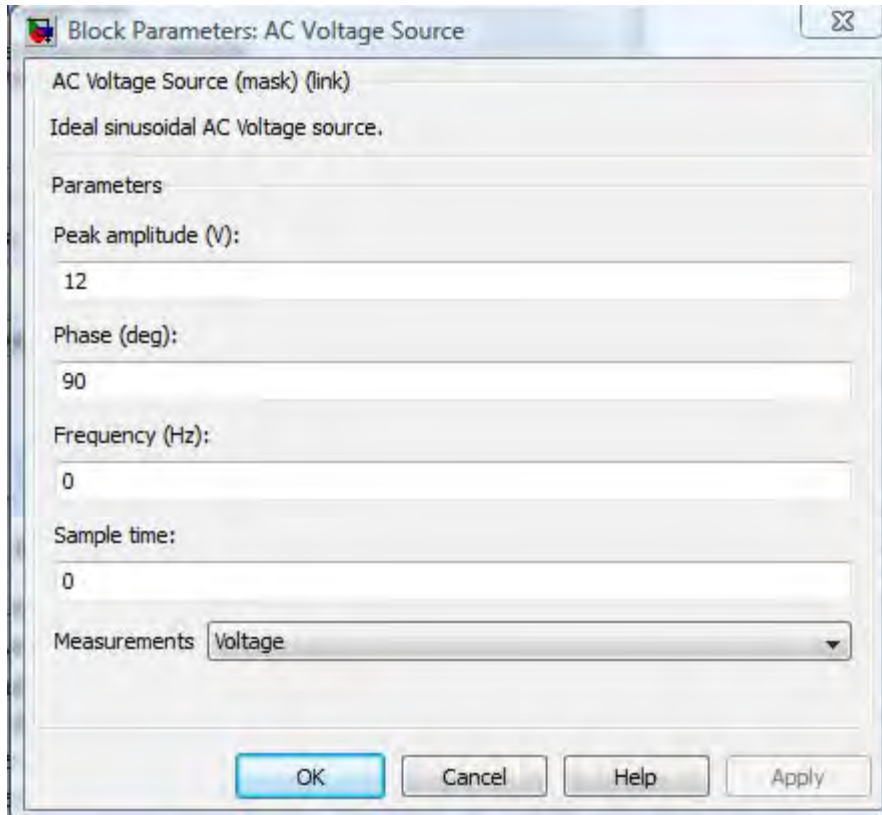 Block Parameters: AC Voltage Source
AC Voltage Source (mask) (link)
Ideal sinusoidal AC Voltage source.
Parameters
Peak amplitude (V):
12
Phase (deg):
90
Frequency (Hz):
0
Sample time:
0
Measurements Voltage
OK Cancel Help Apply